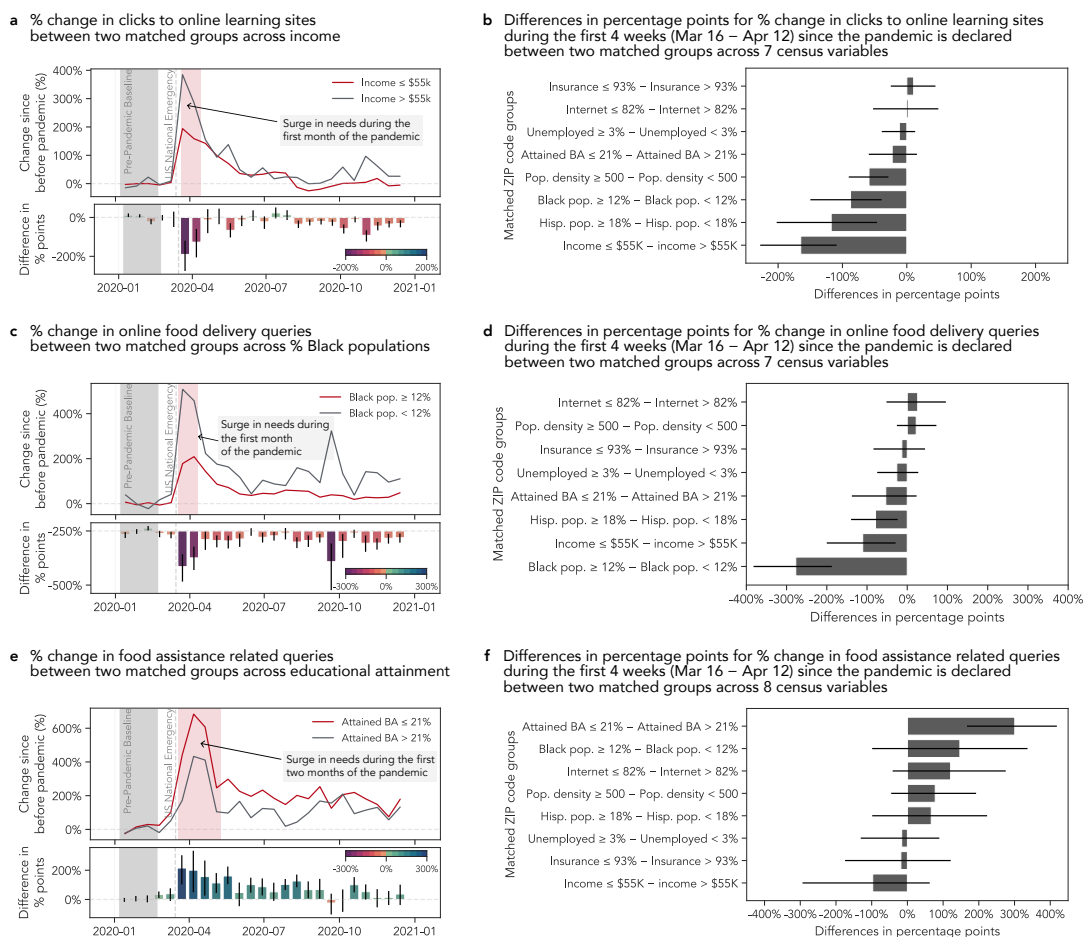 a % change in clicks to online learning sites
between two matched groups across income
Change since
before pandemic (%)
400%
300%
200%
100%
0%
Pre-Pandemic Baseline
US National Emergency
Income ≤ $55k
Income > $55k
Surge in needs during the
first month of the pandemic
Difference in
% points
0%
-200%
-200% 0% 200%
2020-01 2020-04 2020-07 2020-10 2021-01
b Differences in percentage points for % change in clicks to online learning sites
during the first 4 weeks (Mar 16 – Apr 12) since the pandemic is declared
between two matched groups across 7 census variables
Matched ZIP code groups
Insurance ≤ 93% – Insurance > 93%
Internet ≤ 82% – Internet > 82%
Unemployed ≥ 3% – Unemployed < 3%
Attained BA ≤ 21% – Attained BA > 21%
Pop. density ≥ 500 – Pop. density < 500
Black pop. ≥ 12% – Black pop. < 12%
Hisp. pop. ≥ 18% – Hisp. pop. < 18%
Income ≤ $55K – income > $55K
-200% -100% 0% 100% 200%
Differences in percentage points
c % change in online food delivery queries
between two matched groups across % Black populations
Change since
before pandemic (%)
400%
200%
0%
Pre-Pandemic Baseline
US National Emergency
Black pop. ≥ 12%
Black pop. < 12%
Surge in needs during
the first month
of the pandemic
Difference in
% points
-250%
-500%
-300% 0% 300%
2020-01 2020-04 2020-07 2020-10 2021-01
d Differences in percentage points for % change in online food delivery queries
during the first 4 weeks (Mar 16 – Apr 12) since the pandemic is declared
between two matched groups across 7 census variables
Matched ZIP code groups
Internet ≤ 82% – Internet > 82%
Pop. density ≥ 500 – Pop. density < 500
Insurance ≤ 93% – Insurance > 93%
Unemployed ≥ 3% – Unemployed < 3%
Attained BA ≤ 21% – Attained BA > 21%
Hisp. pop. ≥ 18% – Hisp. pop. < 18%
Income ≤ $55K – income > $55K
Black pop. ≥ 12% – Black pop. < 12%
-400% -300% -200% -100% 0% 100% 200% 300% 400%
Differences in percentage points
e % change in food assistance related queries
between two matched groups across educational attainment
Change since
before pandemic (%)
600%
400%
200%
0%
Pre-Pandemic Baseline
US National Emergency
Attained BA ≤ 21%
Attained BA > 21%
Surge in needs during the first
two months of the pandemic
Difference in
% points
200%
0%
-300% 0% 300%
2020-01 2020-04 2020-07 2020-10 2021-01
f Differences in percentage points for % change in food assistance related queries
during the first 4 weeks (Mar 16 – Apr 12) since the pandemic is declared
between two matched groups across 8 census variables
Matched ZIP code groups
Attained BA ≤ 21% – Attained BA > 21%
Black pop. ≥ 12% – Black pop. < 12%
Internet ≤ 82% – Internet > 82%
Pop. density ≥ 500 – Pop. density < 500
Hisp. pop. ≥ 18% – Hisp. pop. < 18%
Unemployed ≥ 3% – Unemployed < 3%
Insurance ≤ 93% – Insurance > 93%
Income ≤ $55K – income > $55K
-400% -300% -200% -100% 0% 100% 200% 300% 400%
Differences in percentage points